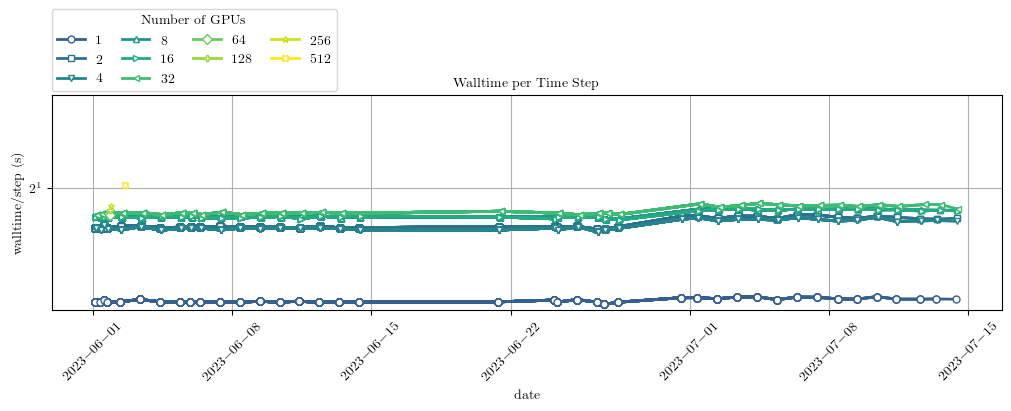 Number of GPUs
1 8 64 256
2 16 128 512
4 32
Walltime per Time Step
walltime/step (s)
2^1
2023−06−01 2023−06−08 2023−06−15 2023−06−22 2023−07−01 2023−07−08 2023−07−15
date